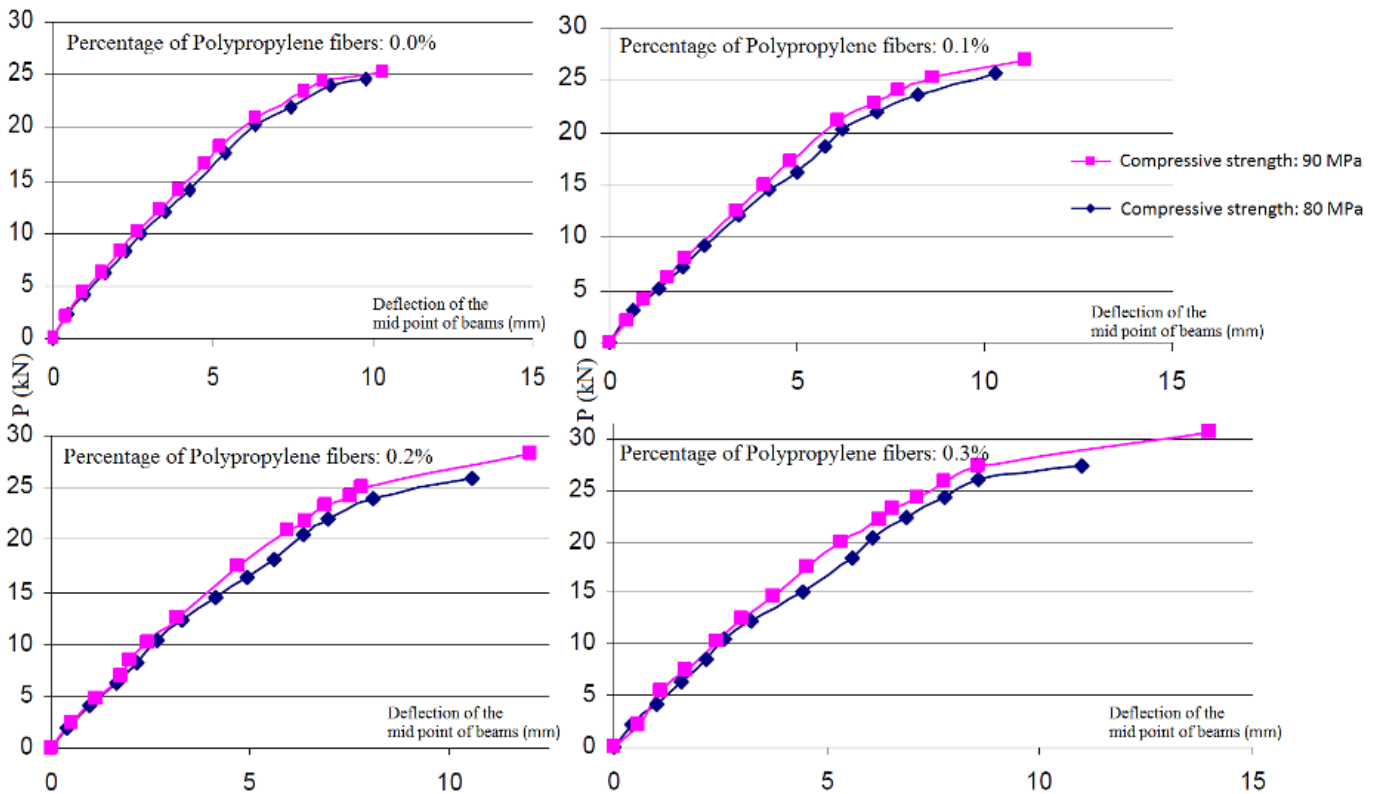 30
Percentage of Polypropylene fibers: 0.0%
25
20
15
10
5
0
Deflection of the
mid point of beams (mm)
0 5 10 15
30
Percentage of Polypropylene fibers: 0.1%
25
20
15
10
5
0
Compressive strength: 90 MPa
Compressive strength: 80 MPa
Deflection of the
mid point of beams (mm)
0 5 10 15
P (kN)
30
Percentage of Polypropylene fibers: 0.2%
25
20
15
10
5
0
Deflection of the
mid point of beams (mm)
0 5 10
P (kN)
30
Percentage of Polypropylene fibers: 0.3%
25
20
15
10
5
0
Deflection of the
mid point of beams (mm)
0 5 10 15